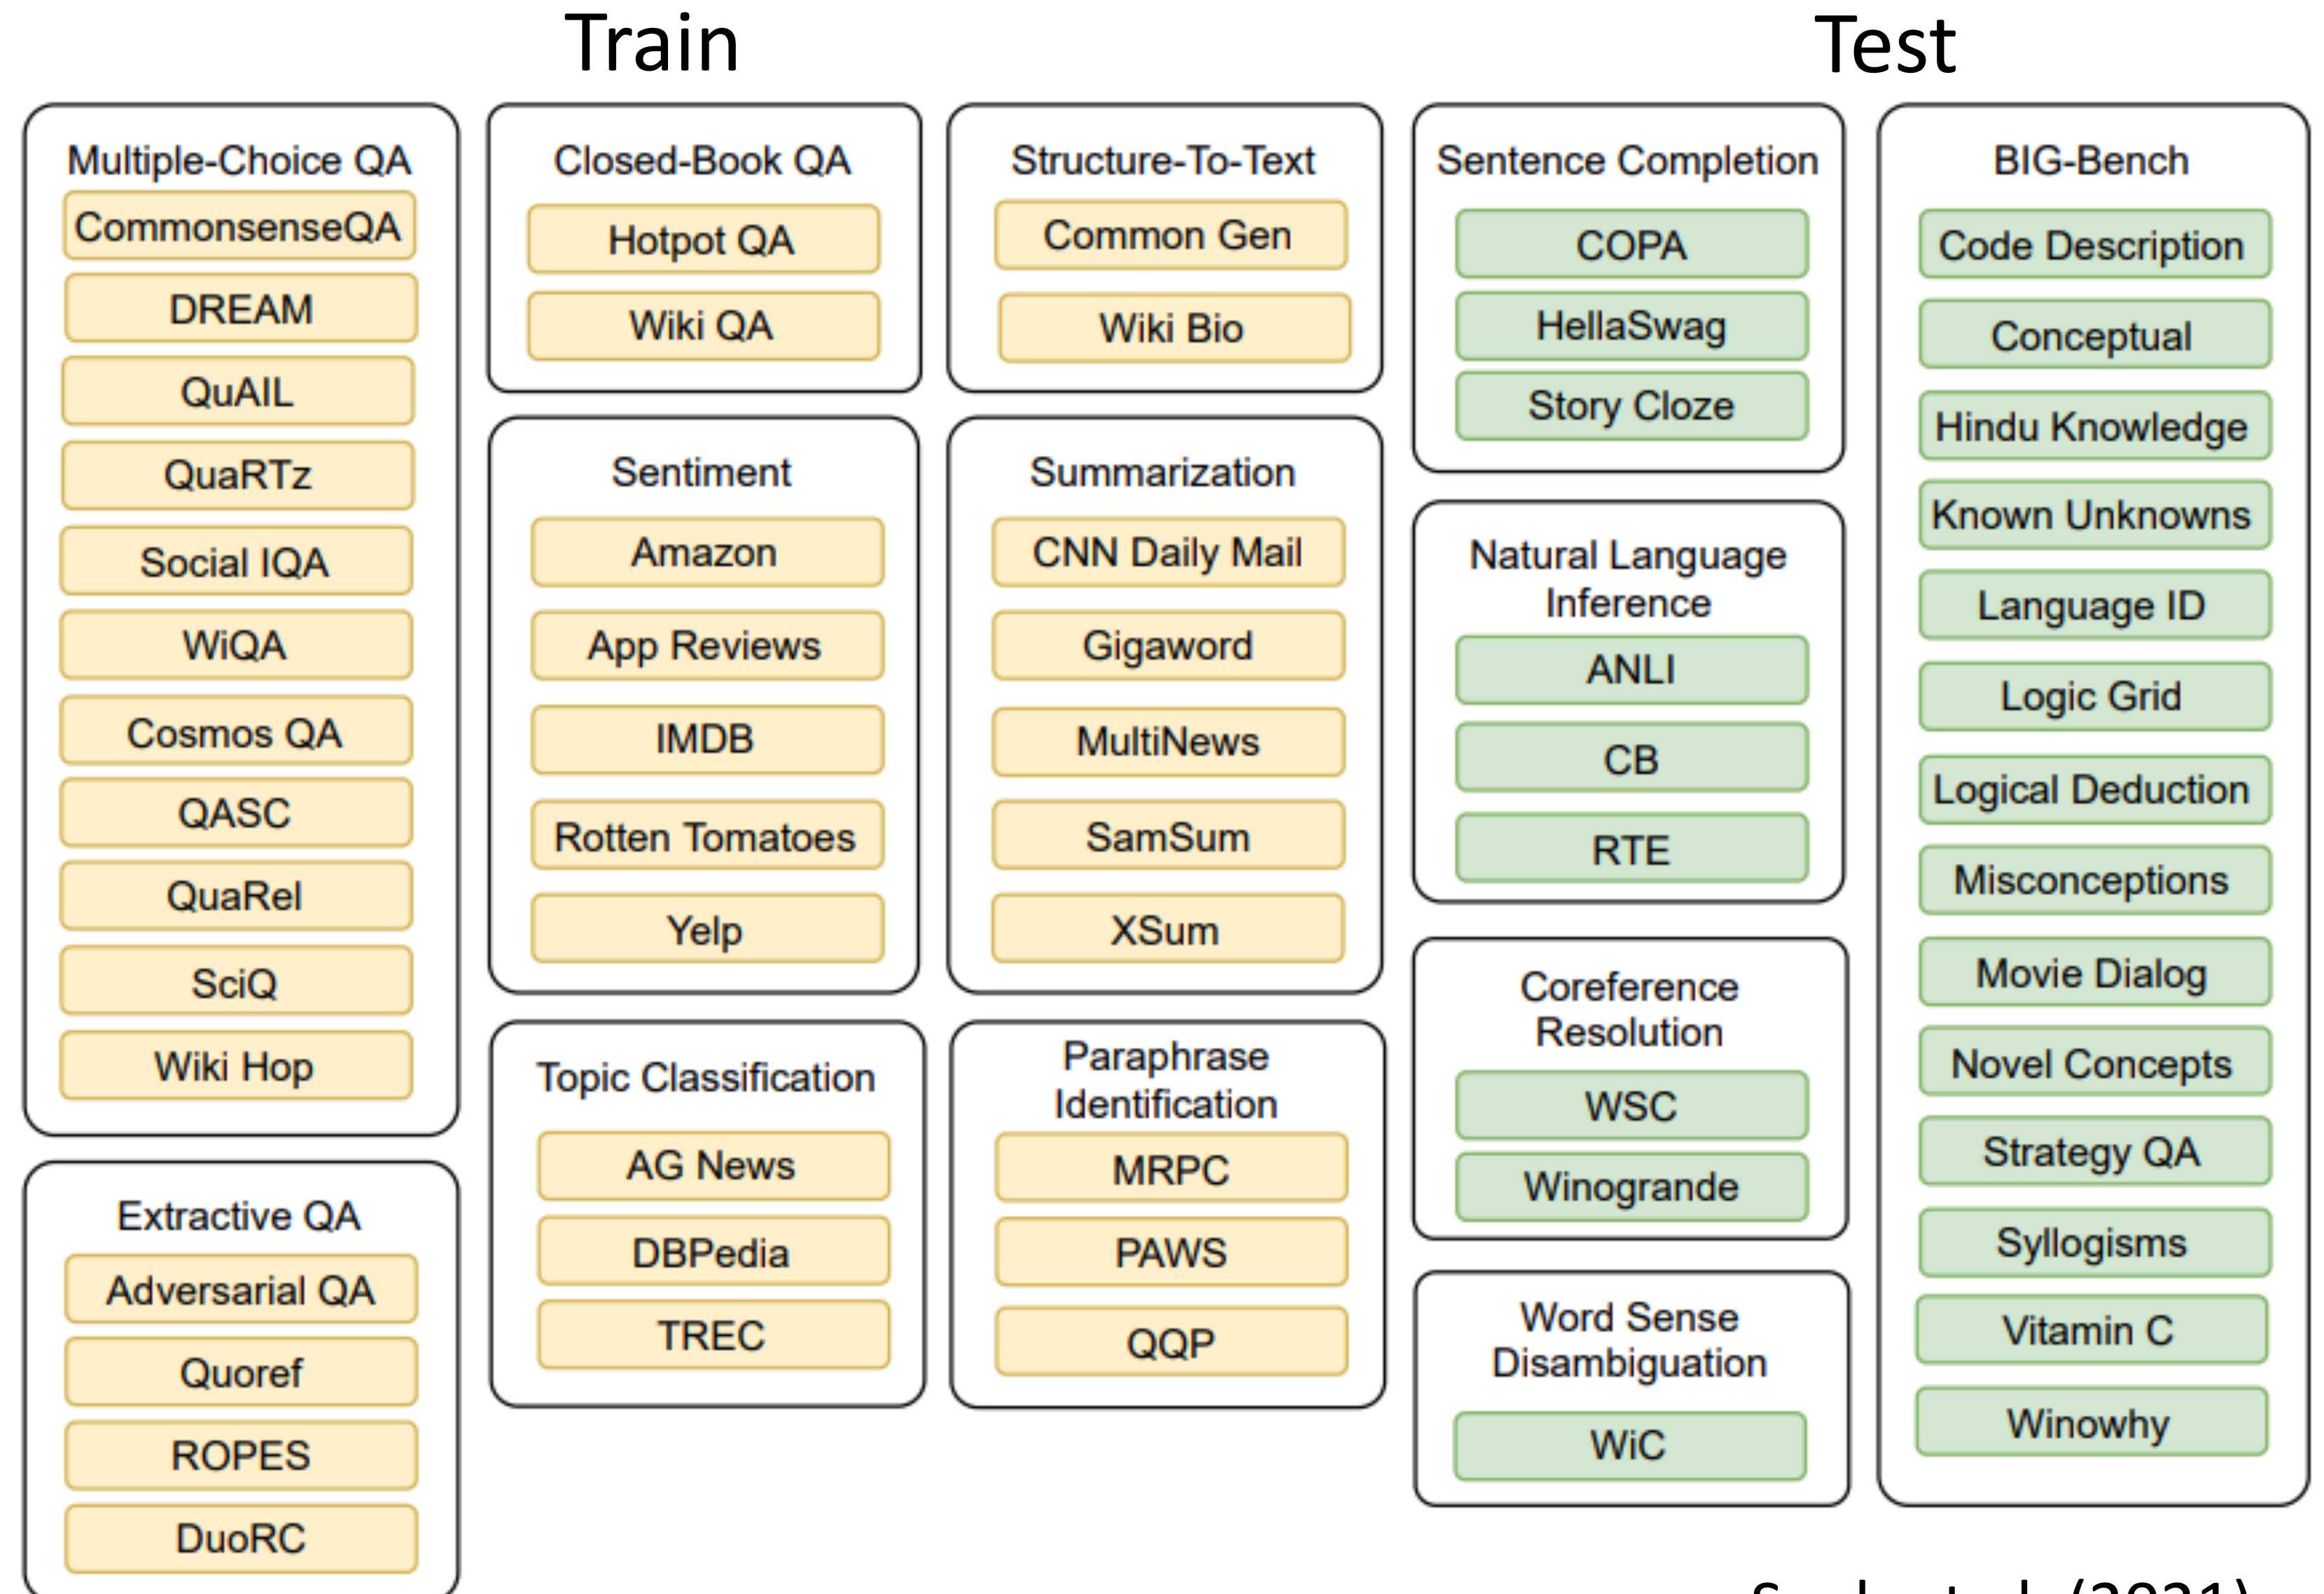 Train
Test
Multiple-Choice QA
CommonsenseQA
DREAM
QuAIL
QuaRTz
Social IQA
WiQA
Cosmos QA
QASC
QuaRel
SciQ
Wiki Hop
Extractive QA
Adversarial QA
Quoref
ROPES
DuoRC
Closed-Book QA
Hotpot QA
Wiki QA
Sentiment
Amazon
App Reviews
IMDB
Rotten Tomatoes
Yelp
Topic Classification
AG News
DBPedia
TREC
Structure-To-Text
Common Gen
Wiki Bio
Summarization
CNN Daily Mail
Gigaword
MultiNews
SamSum
XSum
Paraphrase
Identification
MRPC
PAWS
QQP
Sentence Completion
COPA
HellaSwag
Story Cloze
Natural Language
Inference
ANLI
CB
RTE
Coreference
Resolution
WSC
Winogrande
Word Sense
Disambiguation
WiC
BIG-Bench
Code Description
Conceptual
Hindu Knowledge
Known Unknowns
Language ID
Logic Grid
Logical Deduction
Misconceptions
Movie Dialog
Novel Concepts
Strategy QA
Syllogisms
Vitamin C
Winowhy
(2021)